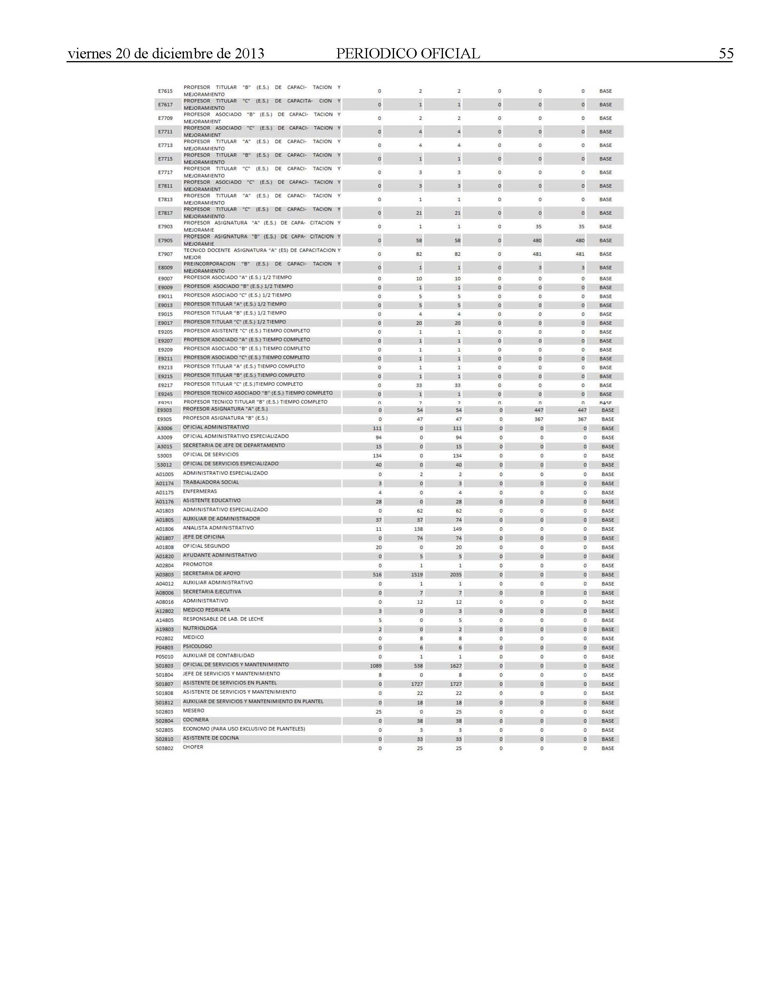 viernes 20 de diciembre de 2013 PERIODICO OFICIAL 55
E7615 PROFESOR TITULAR "B" (E.S.) DE CAPACI- TACION Y MEJORAMIENTO 0 2 2 0 0 0 BASE
E7617 PROFESOR TITULAR "C" (E.S.) DE CAPACITA- CION Y MEJORAMIENTO 0 1 1 0 0 0 BASE
E7709 PROFESOR ASOCIADO "B" (E.S.) DE CAPACI- TACION Y MEJORAMIENT 0 2 2 0 0 0 BASE
E7711 PROFESOR ASOCIADO "C" (E.S.) DE CAPACI- TACION Y MEJORAMIENT 0 4 4 0 0 0 BASE
E7713 PROFESOR TITULAR "A" (E.S.) DE CAPACI- TACION Y MEJORAMIENTO 0 4 4 0 0 0 BASE
E7715 PROFESOR TITULAR "B" (E.S.) DE CAPACI- TACION Y MEJORAMIENTO 0 1 1 0 0 0 BASE
E7717 PROFESOR TITULAR "C" (E.S.) DE CAPACI- TACION Y MEJORAMIENTO 0 3 3 0 0 0 BASE
E7811 PROFESOR ASOCIADO "C" (E.S.) DE CAPACI- TACION Y MEJORAMIENT 0 3 3 0 0 0 BASE
E7813 PROFESOR TITULAR "A" (E.S.) DE CAPACI- TACION Y MEJORAMIENTO 0 1 1 0 0 0 BASE
E7817 PROFESOR TITULAR "C" (E.S.) DE CAPACI- TACION Y MEJORAMIENTO 0 21 21 0 0 0 BASE
E7903 PROFESOR ASIGNATURA "A" (E.S.) DE CAPA- CITACION Y MEJORAMIE 0 1 1 0 35 35 BASE
E7905 PROFESOR ASIGNATURA "B" (E.S.) DE CAPA- CITACION Y MEJORAMIE 0 58 58 0 480 480 BASE
E7907 TECNICO DOCENTE ASIGNATURA "A" (ES) DE CAPACITACION Y MEJOR 0 82 82 0 481 481 BASE
E8009 PREINCORPORACION "B" (E.S.) DE CAPACI- TACION Y MEJORAMIENTO 0 1 1 0 3 3 BASE
E9007 PROFESOR ASOCIADO "A" (E.S.) 1/2 TIEMPO 0 10 10 0 0 0 BASE
E9009 PROFESOR ASOCIADO "B" (E.S.) 1/2 TIEMPO 0 1 1 0 0 0 BASE
E9011 PROFESOR ASOCIADO "C" (E.S.) 1/2 TIEMPO 0 5 5 0 0 0 BASE
E9013 PROFESOR TITULAR "A" (E.S.) 1/2 TIEMPO 0 5 5 0 0 0 BASE
E9015 PROFESOR TITULAR "B" (E.S.) 1/2 TIEMPO 0 4 4 0 0 0 BASE
E9017 PROFESOR TITULAR "C" (E.S.) 1/2 TIEMPO 0 20 20 0 0 0 BASE
E9205 PROFESOR ASISTENTE "C" (E.S.) TIEMPO COMPLETO 0 1 1 0 0 0 BASE
E9207 PROFESOR ASOCIADO "A" (E.S.) TIEMPO COMPLETO 0 1 1 0 0 0 BASE
E9209 PROFESOR ASOCIADO "B" (E.S.) TIEMPO COMPLETO 0 1 1 0 0 0 BASE
E9211 PROFESOR ASOCIADO "C" (E.S.) TIEMPO COMPLETO 0 1 1 0 0 0 BASE
E9213 PROFESOR TITULAR "A" (E.S.) TIEMPO COMPLETO 0 1 1 0 0 0 BASE
E9215 PROFESOR TITULAR "B" (E.S.) TIEMPO COMPLETO 0 1 1 0 0 0 BASE
E9217 PROFESOR TITULAR "C" (E.S.)TIEMPO COMPLETO 0 33 33 0 0 0 BASE
E9245 PROFESOR TECNICO ASOCIADO "B" (E.S.) TIEMPO COMPLETO 0 1 1 0 0 0 BASE
E9251 PROFESOR TECNICO TITULAR "B" (E.S.) TIEMPO COMPLETO 0 2 2 0 0 0 BASE
E9303 PROFESOR ASIGNATURA "A" (E.S.) 0 54 54 0 447 447 BASE
E9305 PROFESOR ASIGNATURA "B" (E.S.) 0 47 47 0 367 367 BASE
A3006 OFICIAL ADMINISTRATIVO 111 0 111 0 0 0 BASE
A3009 OFICIAL ADMINISTRATIVO ESPECIALIZADO 94 0 94 0 0 0 BASE
A3015 SECRETARIA DE JEFE DE DEPARTAMENTO 15 0 15 0 0 0 BASE
S3003 OFICIAL DE SERVICIOS 134 0 134 0 0 0 BASE
S3012 OFICIAL DE SERVICIOS ESPECIALIZADO 40 0 40 0 0 0 BASE
A01005 ADMINISTRATIVO ESPECIALIZADO 0 2 2 0 0 0 BASE
A01174 TRABAJADORA SOCIAL 3 0 3 0 0 0 BASE
A01175 ENFERMERAS 4 0 4 0 0 0 BASE
A01176 ASISTENTE EDUCATIVO 28 0 28 0 0 0 BASE
A01803 ADMINISTRATIVO ESPECIALIZADO 0 62 62 0 0 0 BASE
A01805 AUXILIAR DE ADMINISTRADOR 37 37 74 0 0 0 BASE
A01806 ANALISTA ADMINISTRATIVO 11 138 149 0 0 0 BASE
A01807 JEFE DE OFICINA 0 74 74 0 0 0 BASE
A01808 OFICIAL SEGUNDO 20 0 20 0 0 0 BASE
A01820 AYUDANTE ADMINISTRATIVO 0 5 5 0 0 0 BASE
A02804 PROMOTOR 0 1 1 0 0 0 BASE
A03803 SECRETARIA DE APOYO 516 1519 2035 0 0 0 BASE
A04012 AUXILIAR ADMINISTRATIVO 0 1 1 0 0 0 BASE
A08006 SECRETARIA EJECUTIVA 0 7 7 0 0 0 BASE
A08016 ADMINISTRATIVO 0 12 12 0 0 0 BASE
A12802 MEDICO PEDRIATA 3 0 3 0 0 0 BASE
A14805 RESPONSABLE DE LAB. DE LECHE 5 0 5 0 0 0 BASE
A19803 NUTRIOLOGA 2 0 2 0 0 0 BASE
P02802 MEDICO 0 8 8 0 0 0 BASE
P04803 PSICOLOGO 0 6 6 0 0 0 BASE
P05010 AUXILIAR DE CONTABILIDAD 0 1 1 0 0 0 BASE
S01803 OFICIAL DE SERVICIOS Y MANTENIMIENTO 1089 538 1627 0 0 0 BASE
S01804 JEFE DE SERVICIOS Y MANTENIMIENTO 8 0 8 0 0 0 BASE
S01807 ASISTENTE DE SERVICIOS EN PLANTEL 0 1727 1727 0 0 0 BASE
S01808 ASISTENTE DE SERVICIOS Y MANTENIMIENTO 0 22 22 0 0 0 BASE
S01812 AUXILIAR DE SERVICIOS Y MANTENIMIENTO EN PLANTEL 0 18 18 0 0 0 BASE
S02803 MESERO 25 0 25 0 0 0 BASE
S02804 COCINERA 0 38 38 0 0 0 BASE
S02805 ECONOMO (PARA USO EXCLUSIVO DE PLANTELES) 0 3 3 0 0 0 BASE
S02810 ASISTENTE DE COCINA 0 33 33 0 0 0 BASE
S03802 CHOFER 0 25 25 0 0 0 BASE